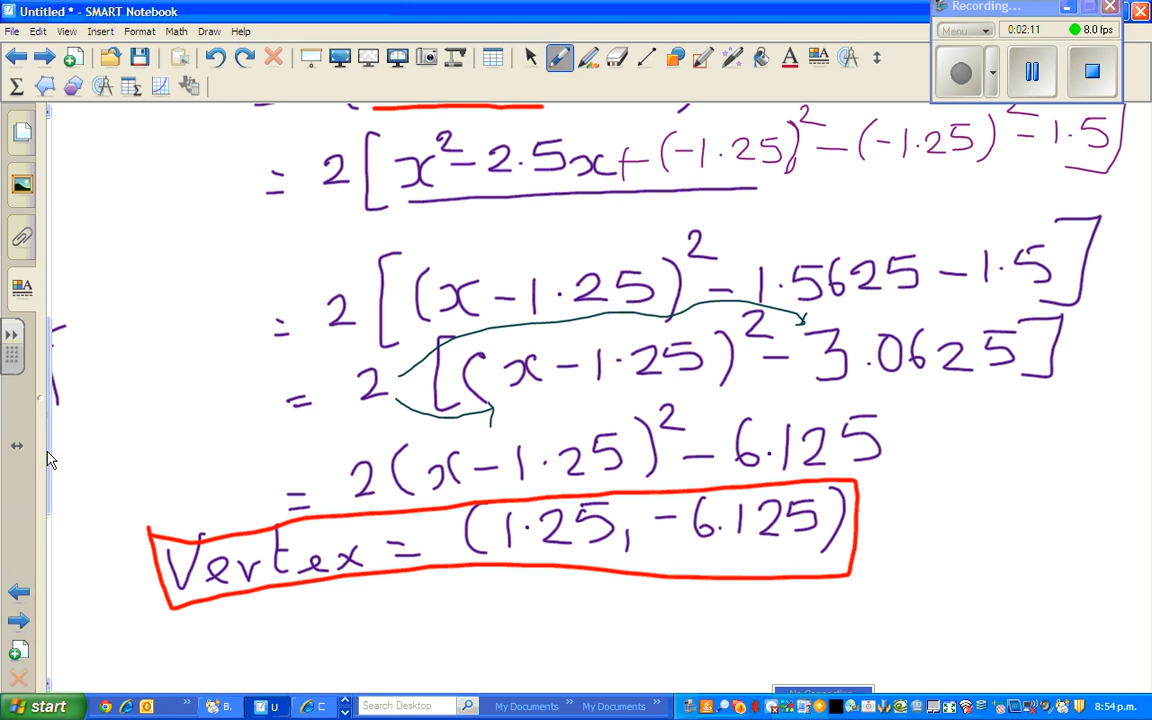 Untitled * - SMART Notebook
Recording...
File Edit View Insert Format Math Draw Help
Menu 0:02:11 8.0 fps
= 2[x² - 2.5x + (-1.25)² - (-1.25)² - 1.5]
= 2[(x - 1.25)² - 1.5625 - 1.5]
= 2[(x - 1.25)² - 3.0625]
= 2(x - 1.25)² - 6.125
Vertex = (1.25, -6.125)
start B. U C Search Desktop My Documents My Documents 8:54 p.m.